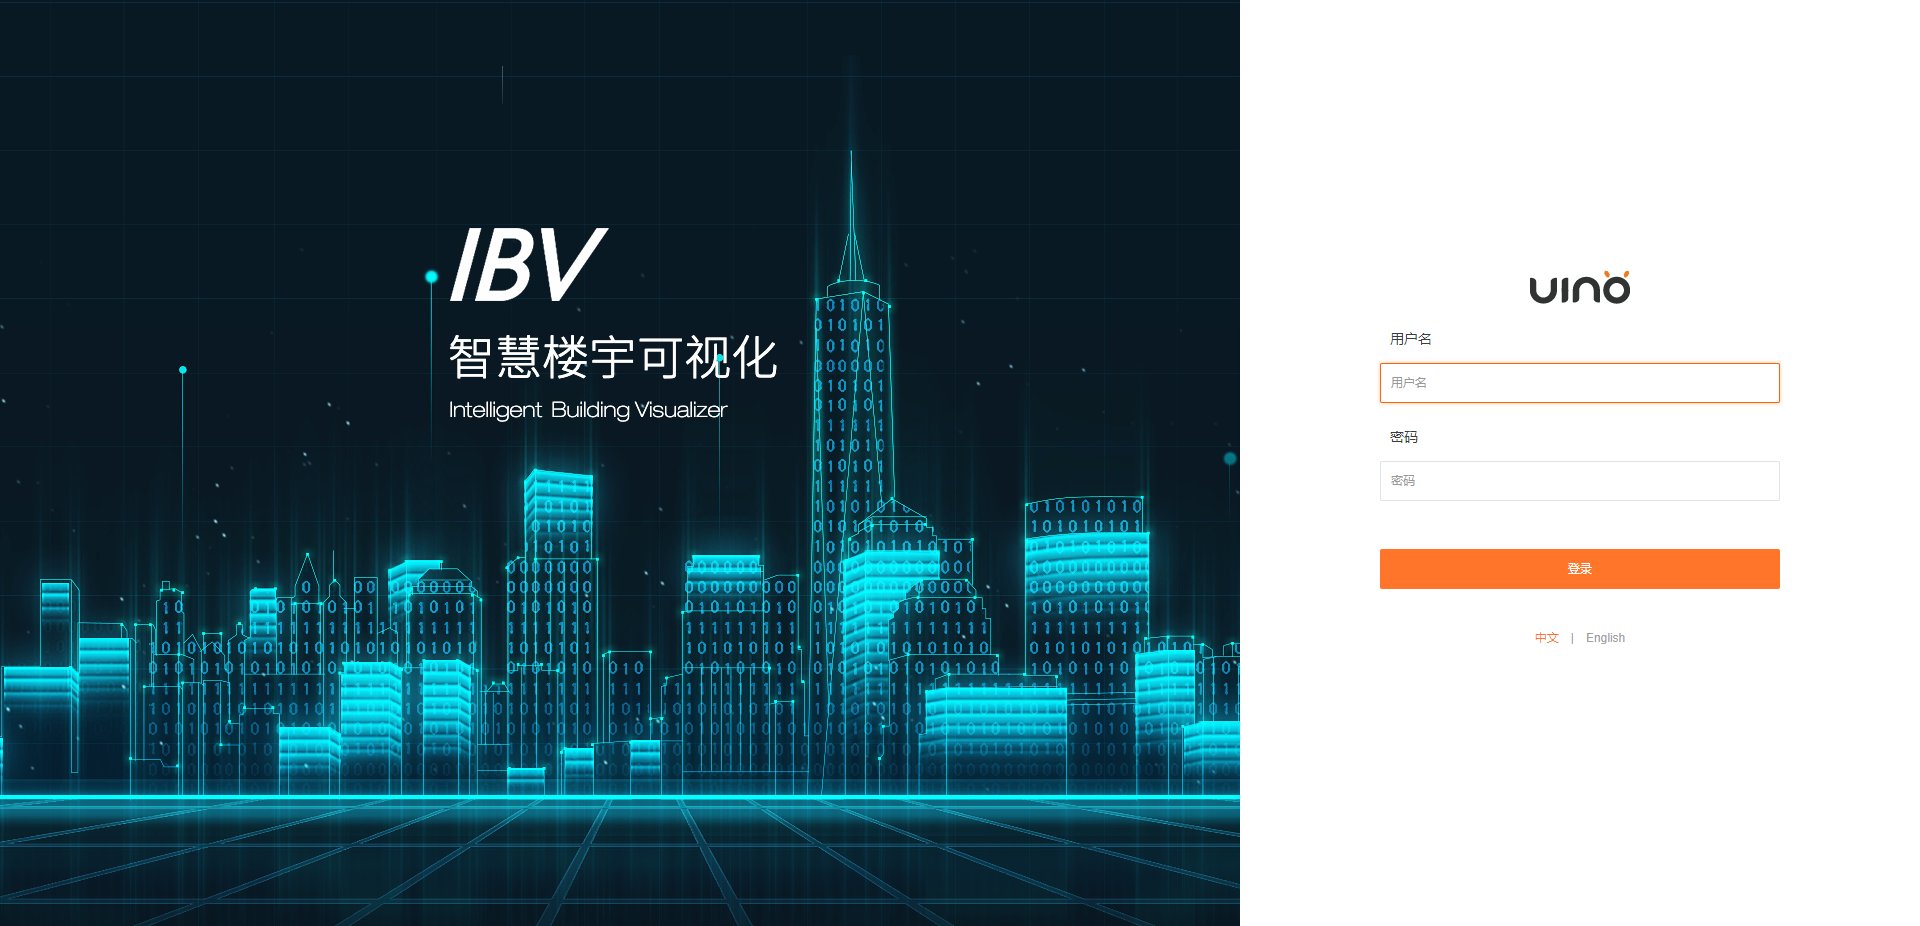 IBV
智慧楼宇可视化
Intelligent Building Visualizer
uino
用户名
用户名
密码
密码
登录
中文 | English